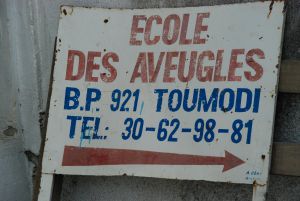 ECOLE
DES AVEUGLES
B.P. 921 TOUMODI
TEL: 30-62-98-81